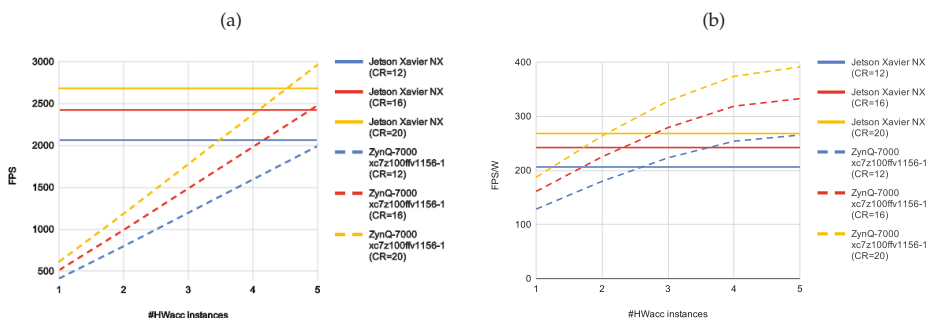 (a)
3000
2500
2000
1500
1000
500
FPS
1
2
3
4
5
#HWacc instances
Jetson Xavier NX
(CR=12)
Jetson Xavier NX
(CR=16)
Jetson Xavier NX
(CR=20)
ZynQ-7000
xc7z100ffv1156-1
(CR=12)
ZynQ-7000
xc7z100ffv1156-1
(CR=16)
ZynQ-7000
xc7z100ffv1156-1
(CR=20)
(b)
400
300
200
100
0
FPS/W
1
2
3
4
5
#HWacc instances
Jetson Xavier NX
(CR=12)
Jetson Xavier NX
(CR=16)
Jetson Xavier NX
(CR=20)
ZynQ-7000
xc7z100ffv1156-1
(CR=12)
ZynQ-7000
xc7z100ffv1156-1
(CR=16)
ZynQ-7000
xc7z100ffv1156-1
(CR=20)